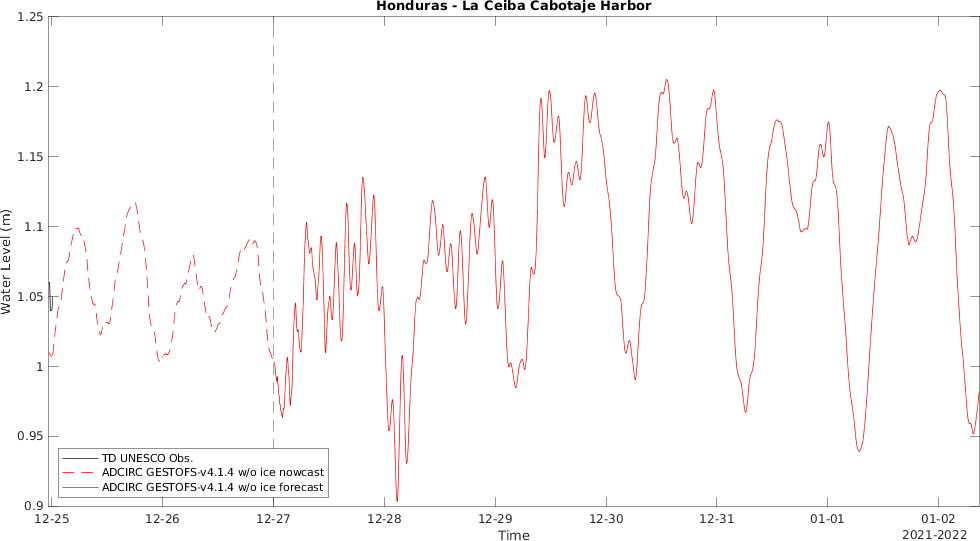 Honduras - La Ceiba Cabotaje Harbor
Water Level (m)
1.25
1.2
1.15
1.1
1.05
1
0.95
0.9
TD UNESCO Obs.
ADCIRC GESTOFS-v4.1.4 w/o ice nowcast
ADCIRC GESTOFS-v4.1.4 w/o ice forecast
12-25 12-26 12-27 12-28 12-29 12-30 12-31 01-01 01-02
Time
2021-2022